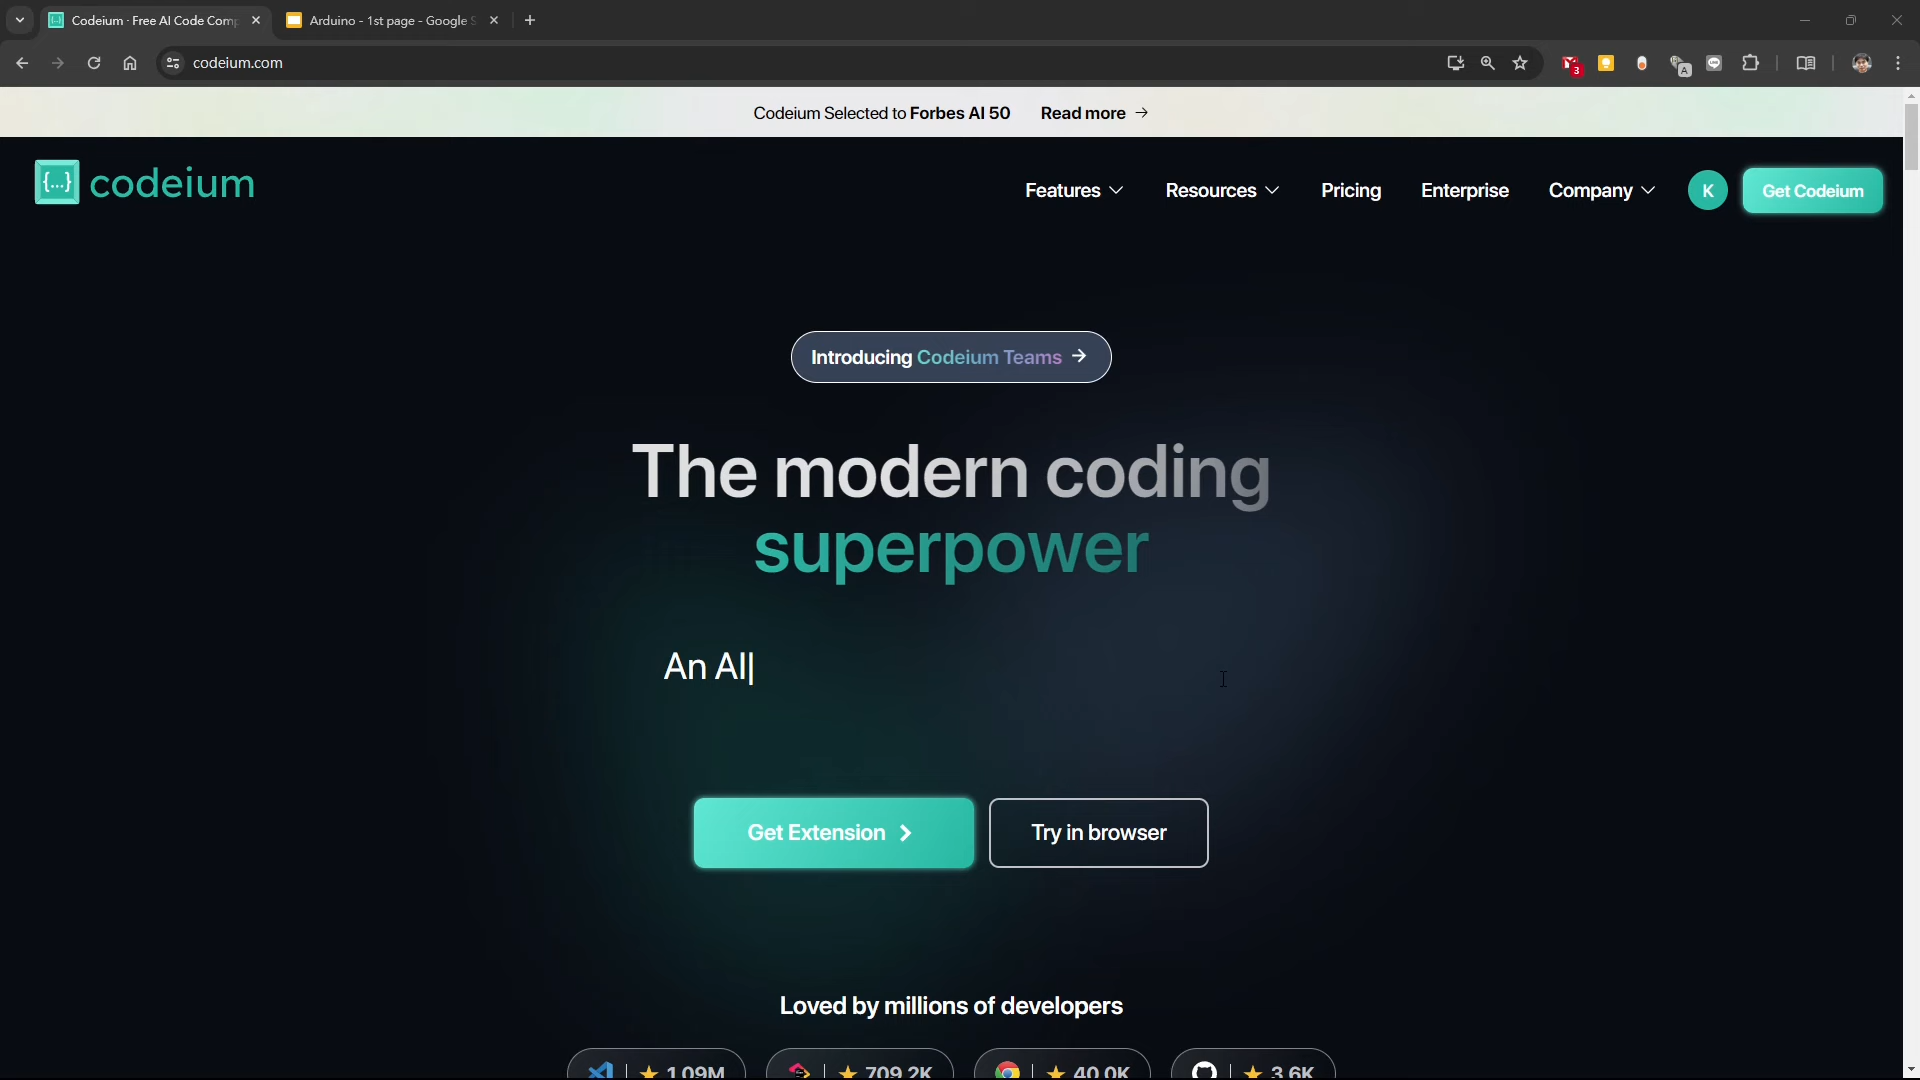 Codeium · Free AI Code Comp
Arduino - 1st page - Google S
codeium.com
3
A
Codeium Selected to Forbes AI 50 Read more →
{...} codeium
Features Resources Pricing Enterprise Company K Get Codeium
Introducing Codeium Teams →
The modern coding
superpower
An AI|
Get Extension
Try in browser
Loved by millions of developers
1.09M 709.2K 40.0K 3.6K